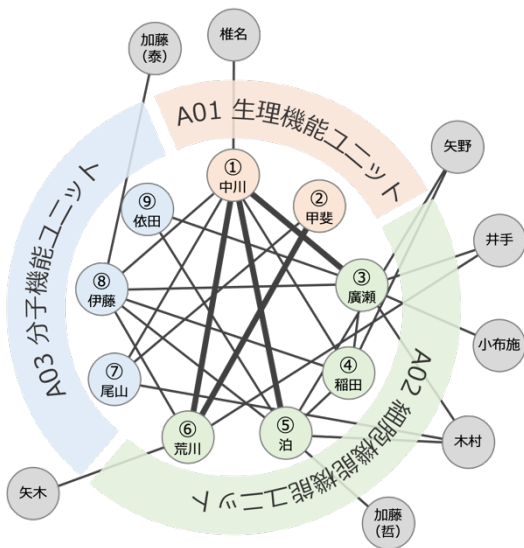 加藤
（泰）
椎名
A01 生理機能ユニット
矢野
①
中川
②
甲斐
⑨
依田
井手
③
廣瀬
⑧
伊藤
A03 分子機能ユニット
小布施
④
稲田
⑦
尾山
A02 細胞機能機能ユニット
⑥
荒川
⑤
泊
木村
矢木
加藤
（哲）